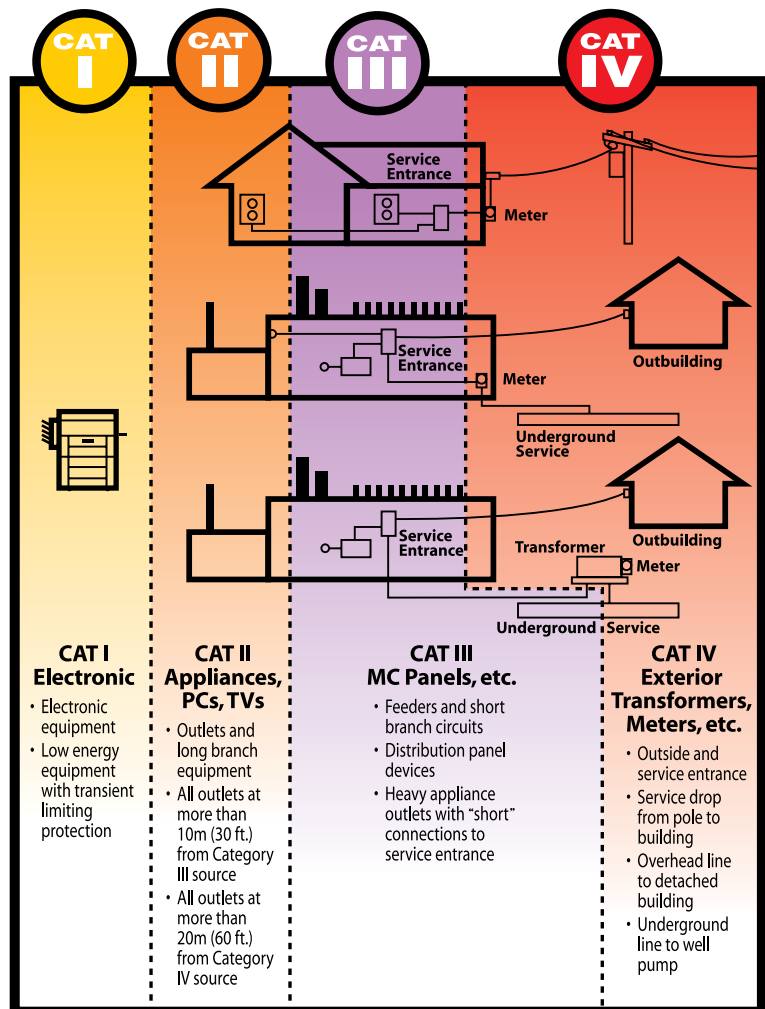 CAT
I
CAT
II
CAT
III
CAT
IV
Service
Entrance
Meter
Service
Entrance
Meter
Outbuilding
Underground
Service
Service
Entrance
Transformer
Meter
Outbuilding
Underground Service
CAT I
Electronic
• Electronic
equipment
• Low energy
equipment
with transient
limiting
protection
CAT II
Appliances,
PCs, TVs
• Outlets and
long branch
equipment
• All outlets at
more than
10m (30 ft.)
from Category
III source
• All outlets at
more than
20m (60 ft.)
from Category
IV source
CAT III
MC Panels, etc.
• Feeders and short
branch circuits
• Distribution panel
devices
• Heavy appliance
outlets with “short”
connections to
service entrance
CAT IV
Exterior
Transformers,
Meters, etc.
• Outside and
service entrance
• Service drop
from pole to
building
• Overhead line
to detached
building
• Underground
line to well
pump